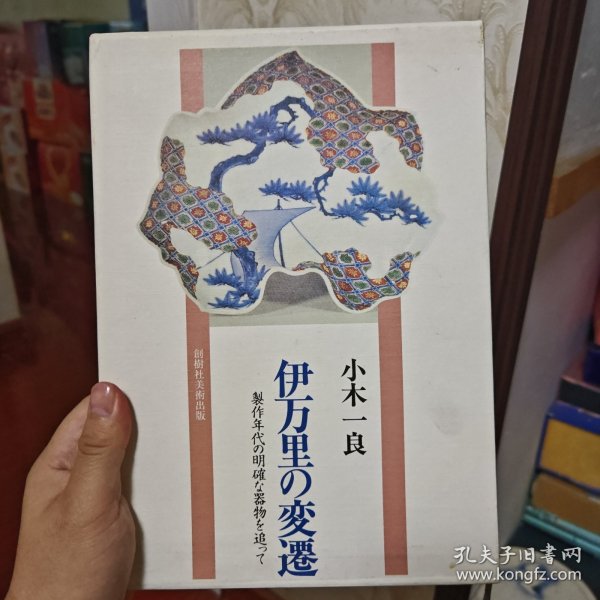 小木一良
伊万里の変遷
製作年代の明確な器物を追って
創樹社美術出版
孔夫子旧书网
www.kongfz.com